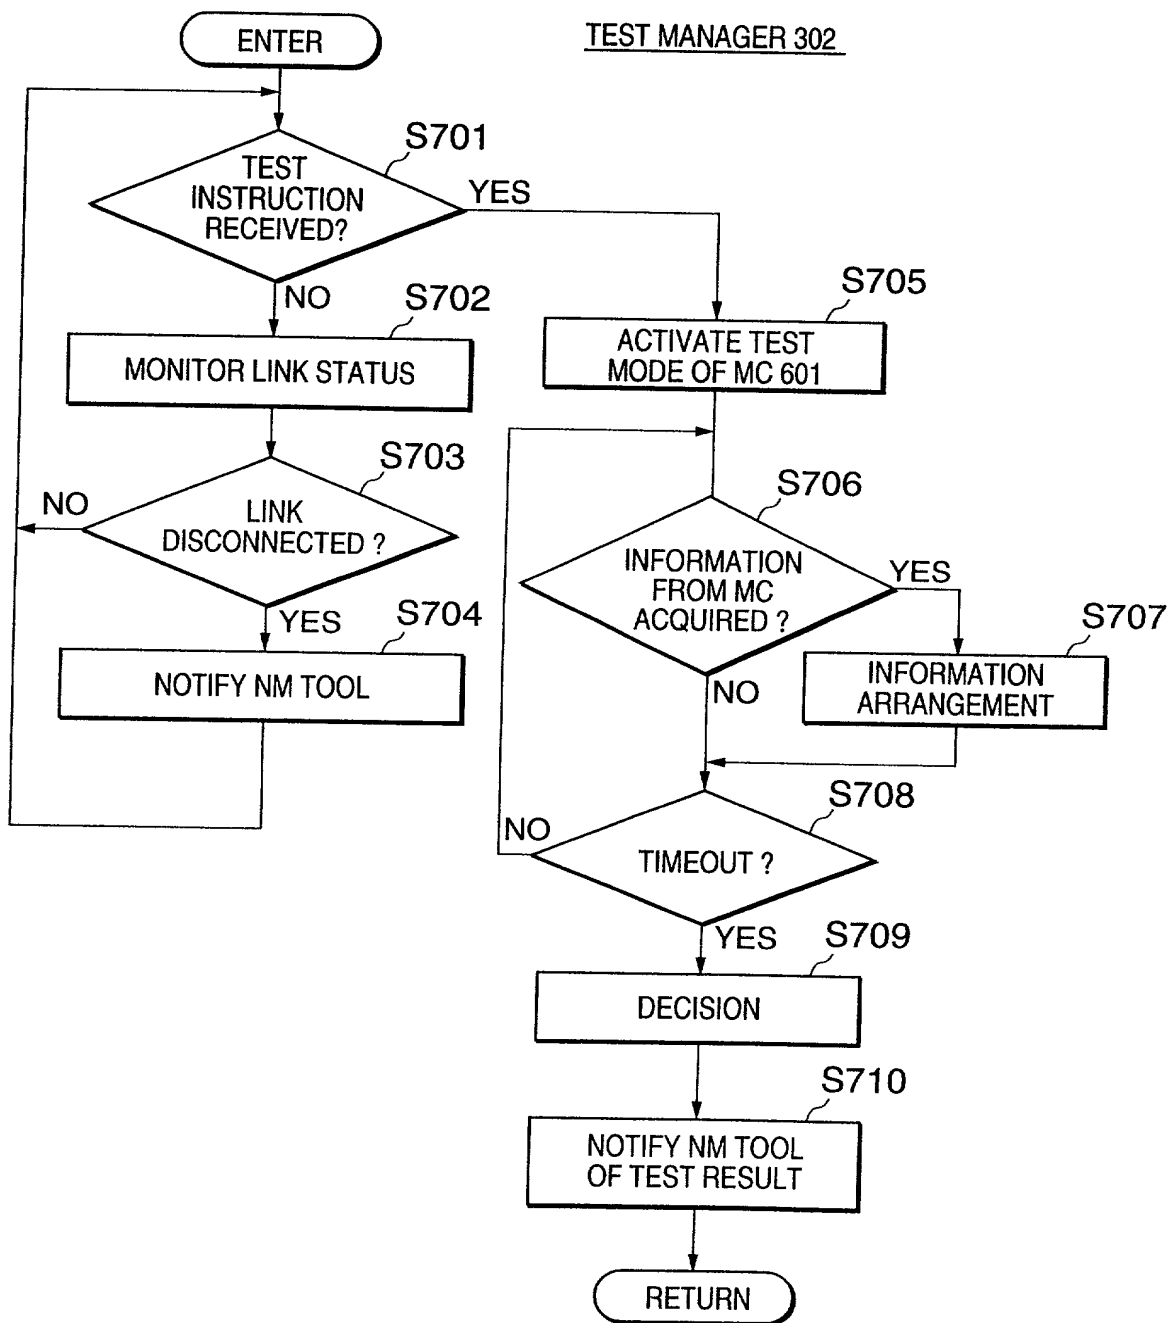 ENTER
TEST MANAGER 302
S701
TEST
INSTRUCTION
RECEIVED?
YES
NO
S702
MONITOR LINK STATUS
S703
NO
LINK
DISCONNECTED ?
YES
S704
NOTIFY NM TOOL
S705
ACTIVATE TEST
MODE OF MC 601
S706
INFORMATION
FROM MC
ACQUIRED ?
YES
NO
S707
INFORMATION
ARRANGEMENT
S708
NO
TIMEOUT ?
YES
S709
DECISION
S710
NOTIFY NM TOOL
OF TEST RESULT
RETURN